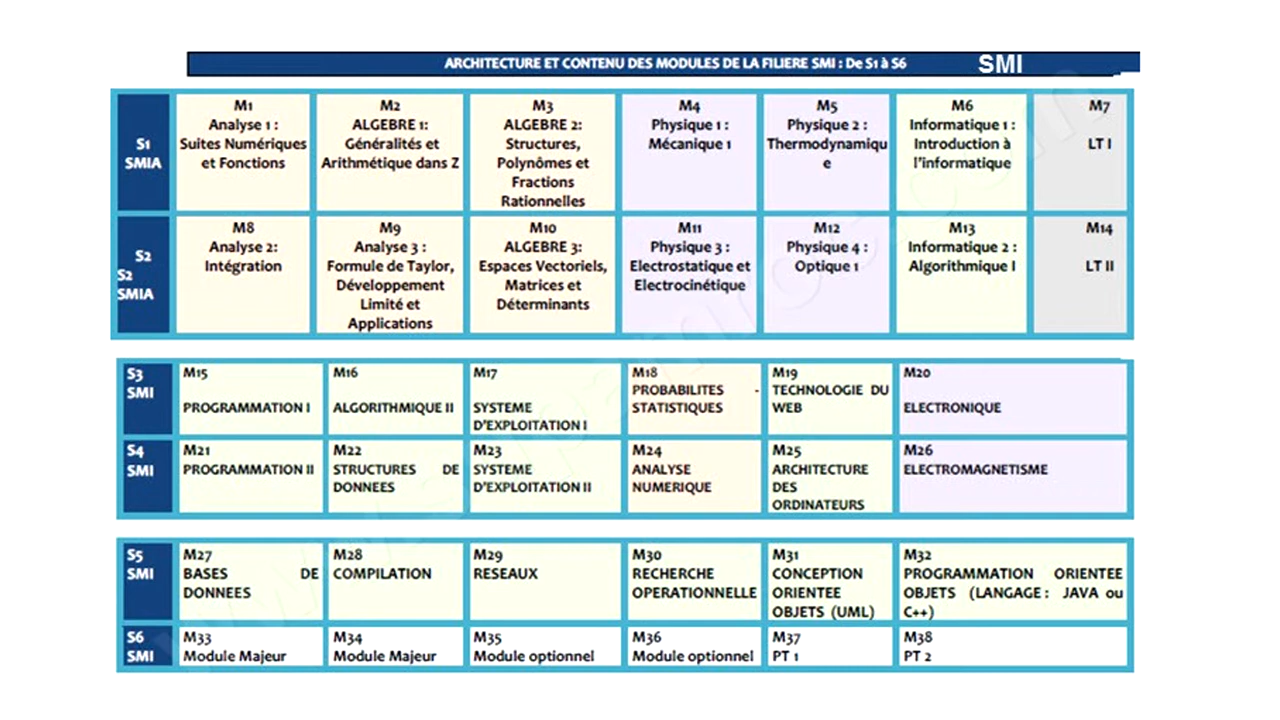 ARCHITECTURE ET CONTENU DES MODULES DE LA FILIERE SMI : De S1 à S6
SMI
S1
SMIA
M1
Analyse 1 :
Suites Numériques
et Fonctions
M2
ALGEBRE 1:
Généralités et
Arithmétique dans Z
M3
ALGEBRE 2:
Structures,
Polynômes et
Fractions
Rationnelles
M4
Physique 1 :
Mécanique 1
M5
Physique 2 :
Thermodynamiqu
e
M6
Informatique 1 :
Introduction à
l'informatique
M7
LT I
S2
S2
SMIA
M8
Analyse 2:
Intégration
M9
Analyse 3 :
Formule de Taylor,
Développement
Limité et
Applications
M10
ALGEBRE 3:
Espaces Vectoriels,
Matrices et
Déterminants
M11
Physique 3 :
Electrostatique et
Electrocinétique
M12
Physique 4 :
Optique 1
M13
Informatique 2 :
Algorithmique I
M14
LT II
S3
SMI
M15
PROGRAMMATION I
M16
ALGORITHMIQUE II
M17
SYSTEME
D'EXPLOITATION I
M18
PROBABILITES -
STATISTIQUES
M19
TECHNOLOGIE DU
WEB
M20
ELECTRONIQUE
S4
SMI
M21
PROGRAMMATION II
M22
STRUCTURES DE
DONNEES
M23
SYSTEME
D'EXPLOITATION II
M24
ANALYSE
NUMERIQUE
M25
ARCHITECTURE
DES
ORDINATEURS
M26
ELECTROMAGNETISME
S5
SMI
M27
BASES DE
DONNEES
M28
COMPILATION
M29
RESEAUX
M30
RECHERCHE
OPERATIONNELLE
M31
CONCEPTION
ORIENTEE
OBJETS (UML)
M32
PROGRAMMATION ORIENTEE
OBJETS (LANGAGE : JAVA ou
C++)
S6
SMI
M33
Module Majeur
M34
Module Majeur
M35
Module optionnel
M36
Module optionnel
M37
PT 1
M38
PT 2